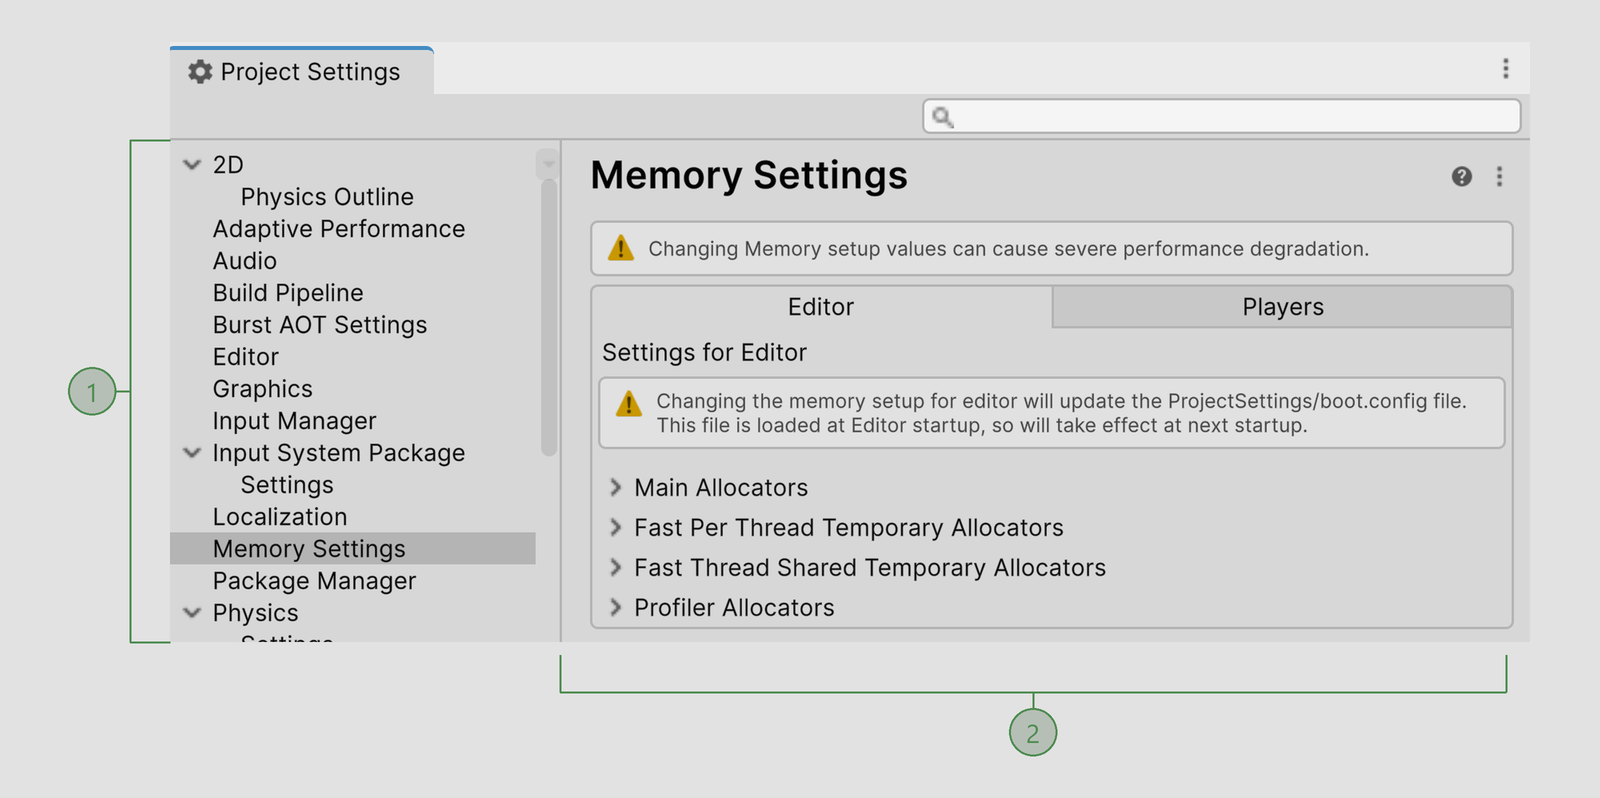 Project Settings
2D
Physics Outline
Adaptive Performance
Audio
Build Pipeline
Burst AOT Settings
Editor
Graphics
Input Manager
Input System Package
Settings
Localization
Memory Settings
Package Manager
Physics
Settings
1
Memory Settings
Changing Memory setup values can cause severe performance degradation.
Editor
Players
Settings for Editor
Changing the memory setup for editor will update the ProjectSettings/boot.config file.
This file is loaded at Editor startup, so will take effect at next startup.
Main Allocators
Fast Per Thread Temporary Allocators
Fast Thread Shared Temporary Allocators
Profiler Allocators
2